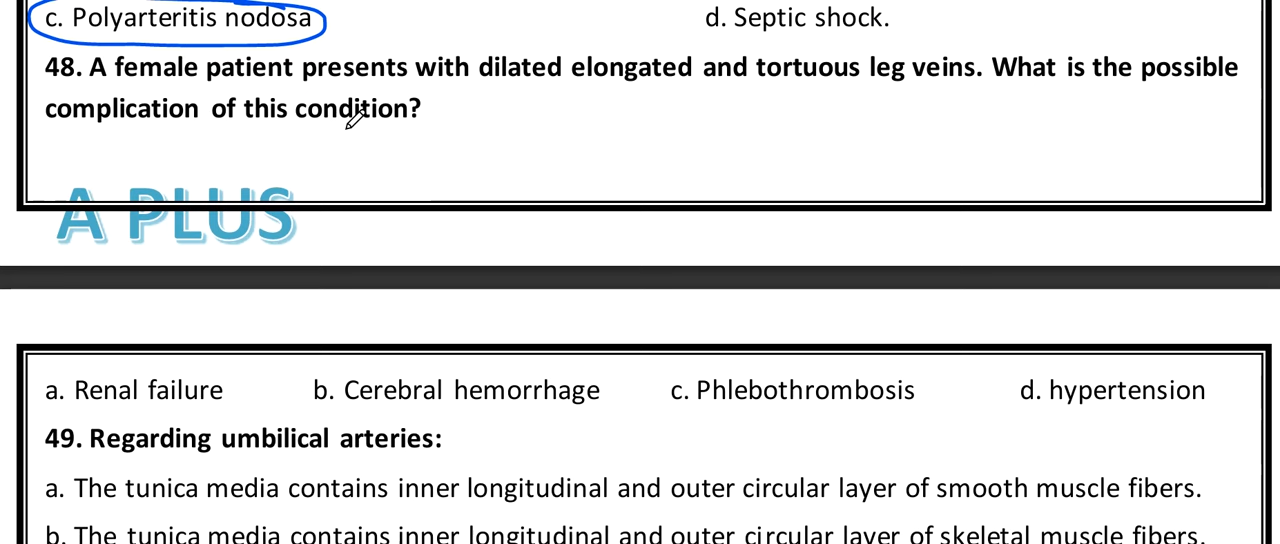 c. Polyarteritis nodosa d. Septic shock.
48. A female patient presents with dilated elongated and tortuous leg veins. What is the possible
complication of this condition?
A PLUS
a. Renal failure b. Cerebral hemorrhage c. Phlebothrombosis d. hypertension
49. Regarding umbilical arteries:
a. The tunica media contains inner longitudinal and outer circular layer of smooth muscle fibers.
b. The tunica media contains inner longitudinal and outer circular layer of skeletal muscle fibers.